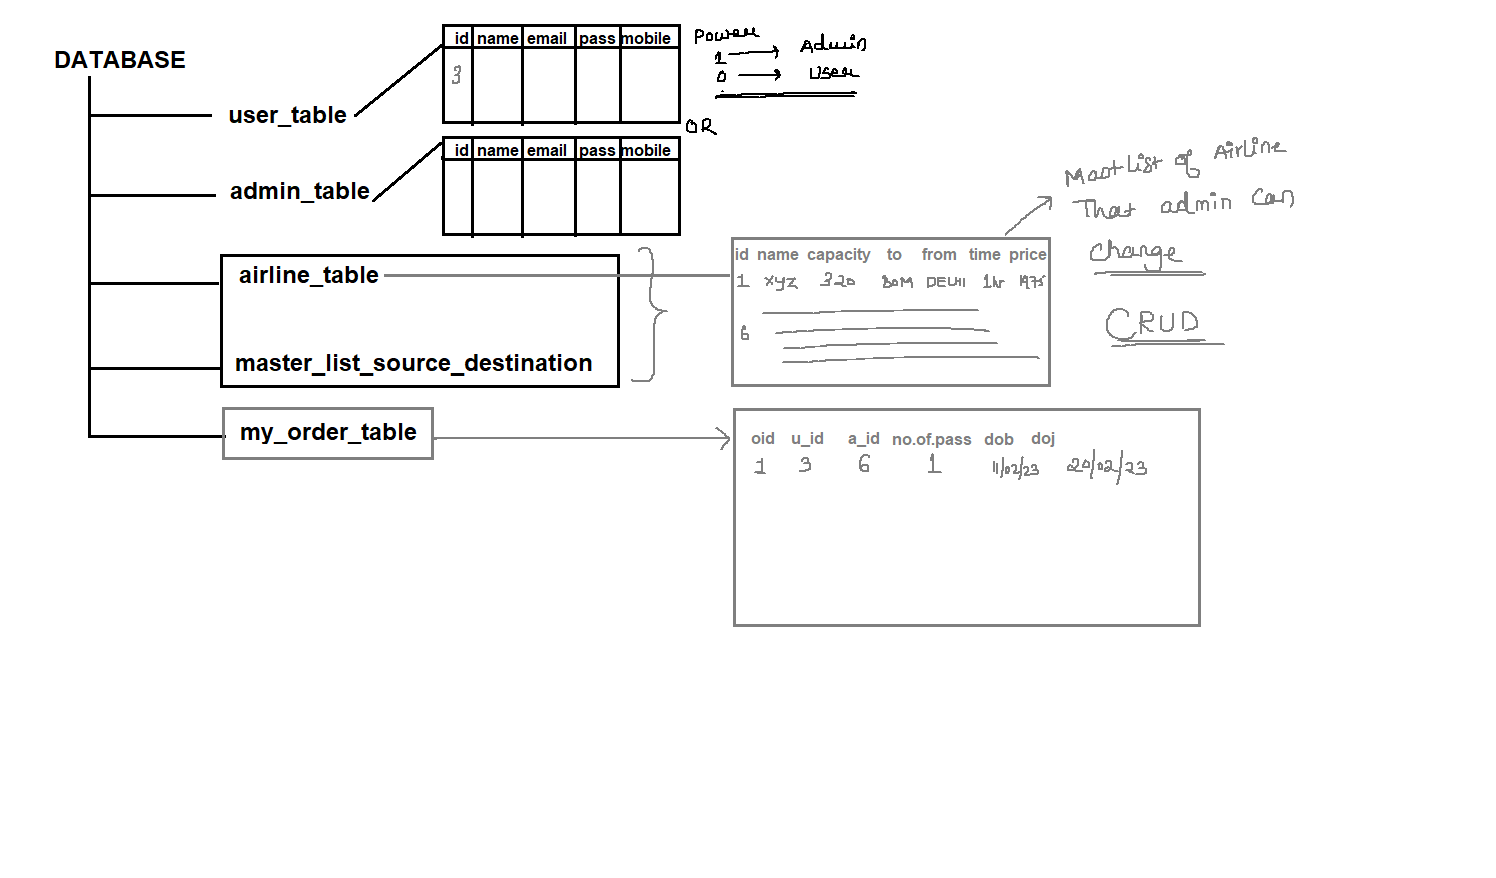 DATABASE
user_table
id name email pass mobile
3
Power
1 → Admin
0 → User
OR
admin_table
id name email pass mobile
airline_table
master_list_source_destination
id name capacity to from time price
1 xyz 320 BOM DELHI 1hr 1975
6
list of Airline
That admin can
change
CRUD
my_order_table
oid u_id a_id no.of.pass dob doj
1 3 6 1 11/02/23 20/02/23